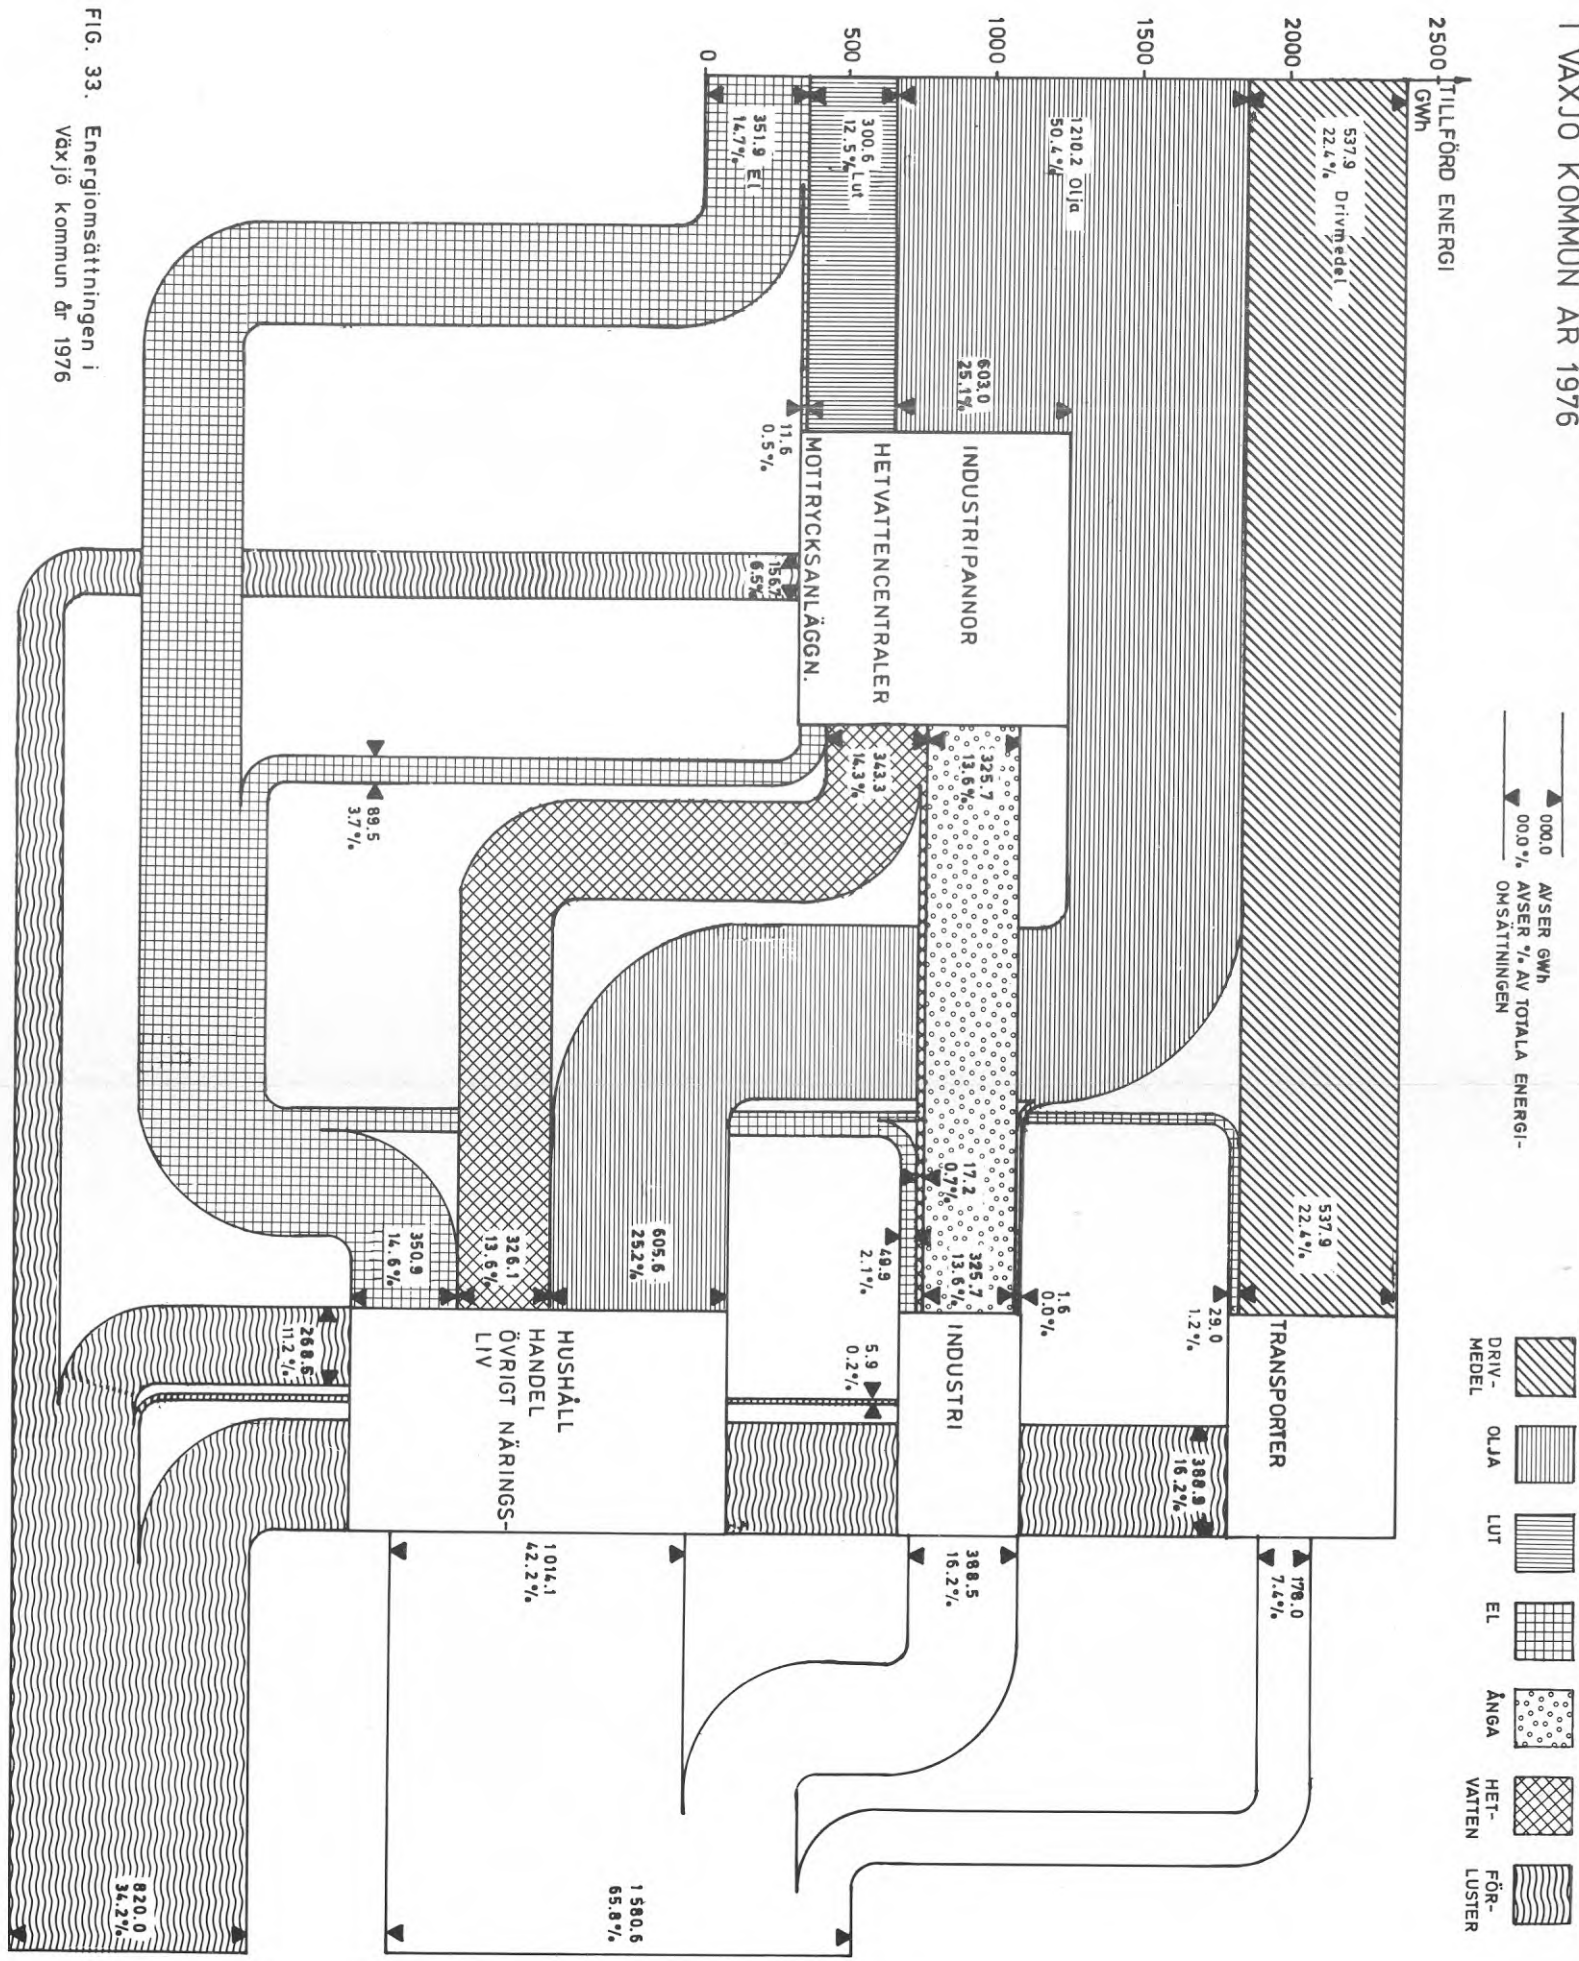 I VÄXJÖ KOMMUN ÅR 1976
000.0 AVSER GWh
00.0% AVSER % AV TOTALA ENERGI-
OMSÄTTNINGEN
DRIV-
MEDEL
OLJA
LUT
EL
ÅNGA
HET-
VATTEN
FÖR-
LUSTER
TILLFÖRD ENERGI
GWh
2500
2000
1500
1000
500
0
537.9 Drivmedel
22.4%
1210.2 Olja
50.4%
300.6 Lut
12.5%
351.9 El
14.7%
603.0
25.1%
11.6
0.5%
INDUSTRIPANNOR
HETVATTENCENTRALER
MOTTRYCKSANLÄGGN.
156.7
6.5%
325.7
13.6%
343.3
14.3%
89.5
3.7%
537.9
22.4%
29.0
1.2%
1.6
0.0%
325.7
13.6%
17.2
0.7%
49.9
2.1%
605.6
25.2%
326.1
13.6%
350.9
14.6%
TRANSPORTER
INDUSTRI
HUSHÅLL
HANDEL
ÖVRIGT NÄRINGS-
LIV
388.9
16.2%
5.9
0.2%
268.6
11.2%
178.0
7.4%
388.5
16.2%
1014.1
42.2%
1580.6
65.8%
820.0
34.2%
FIG. 33. Energiomsättningen i
Växjö kommun år 1976